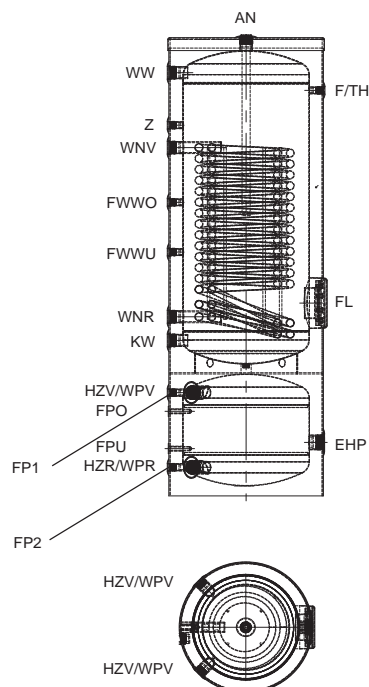 AN
WW
F/TH
Z
WNV
FWWO
FWWU
WNR
FL
KW
HZV/WPV
FPO
FP1
FPU
EHP
HZR/WPR
FP2
HZV/WPV
HZV/WPV